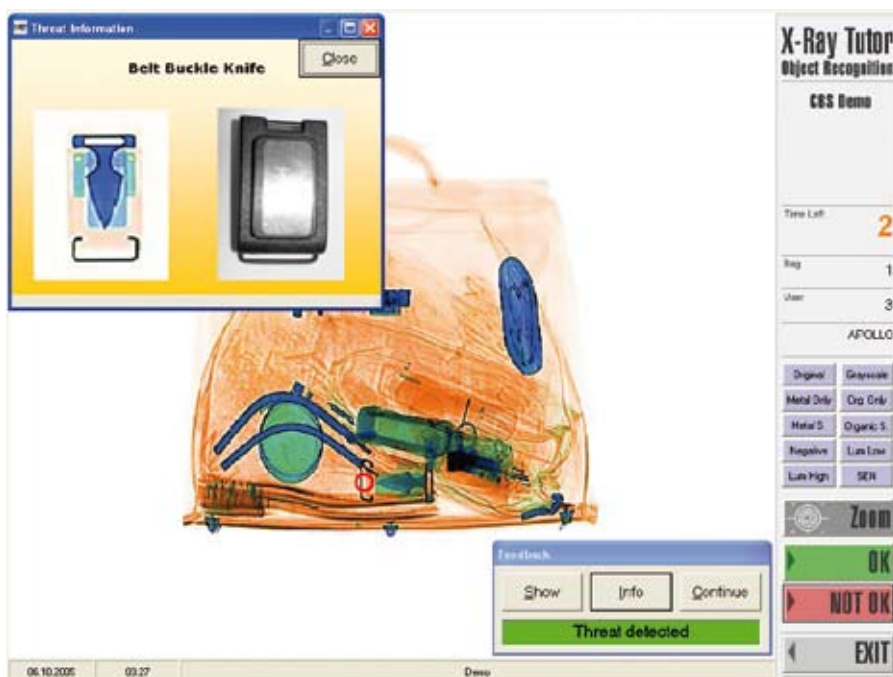 Threat Information
Close
Belt Buckle Knife
X-Ray Tutor
Object Recognition
CBS Demo
Time Left
2
Reg
1
User
3
APOLLO
Original
Grayscale
Metal Only
Org Only
Metal S.
Organic S.
Negative
Lum Low
Lum High
SEN
Zoom
OK
NOT OK
EXIT
Feedback
Show
Info
Continue
Threat detected
06.10.2005
03:27
Demo